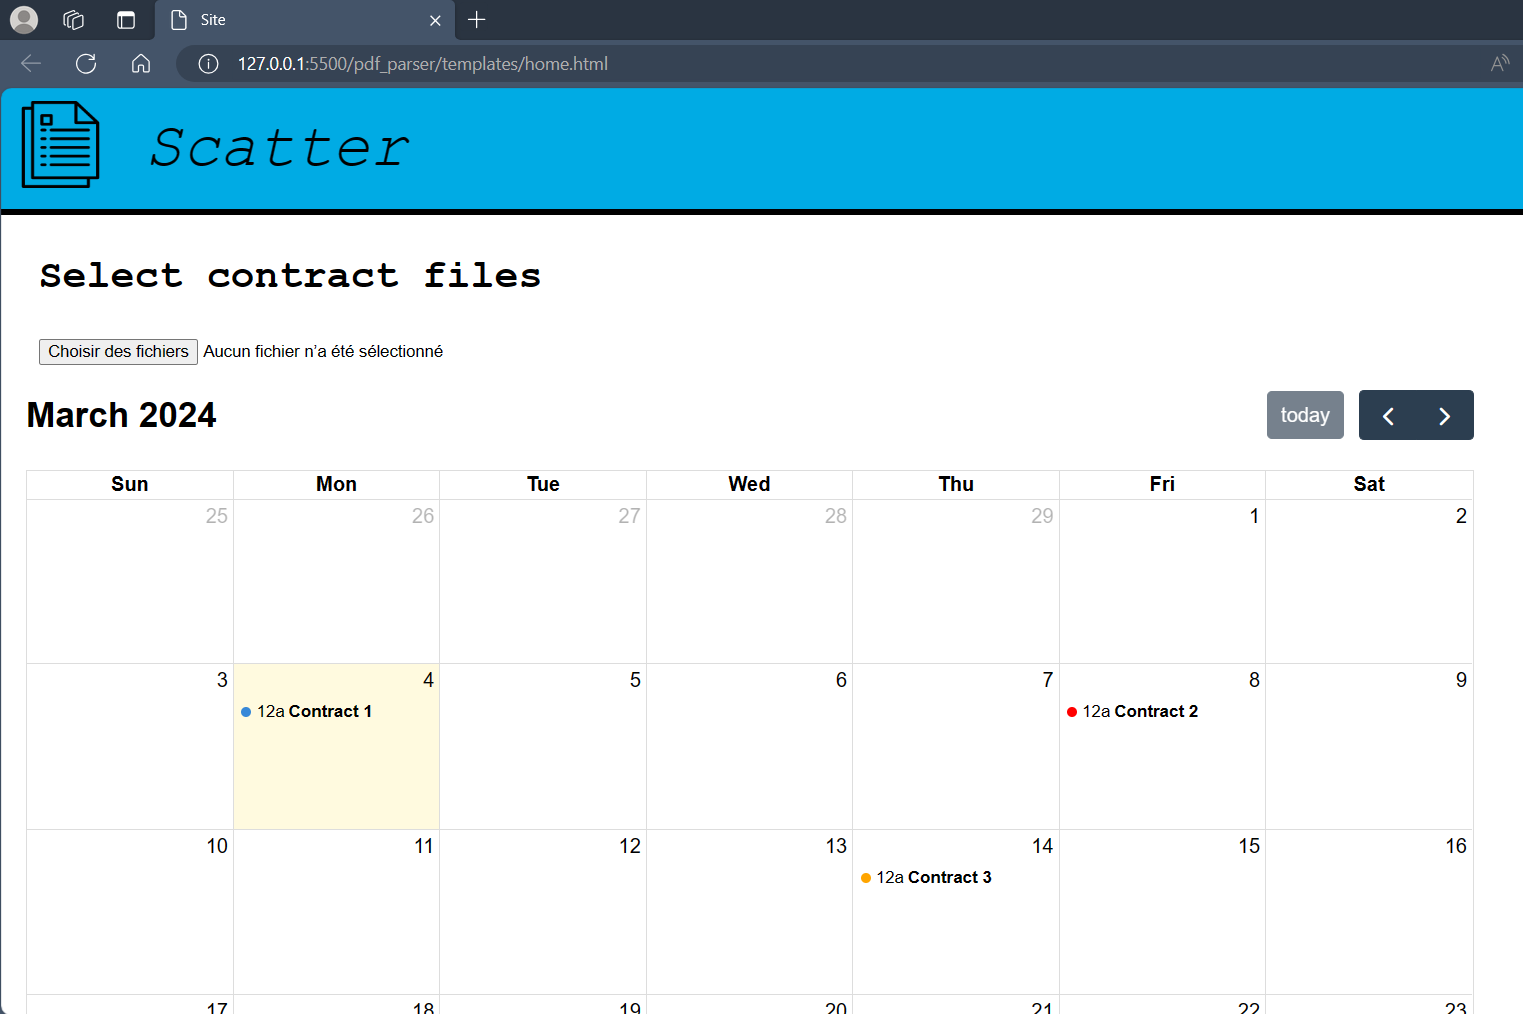 Site
127.0.0.1:5500/pdf_parser/templates/home.html
Scatter
Select contract files
Choisir des fichiers Aucun fichier n'a été sélectionné
March 2024 today
Sun Mon Tue Wed Thu Fri Sat
25 26 27 28 29 1 2
3 4 5 6 7 8 9
12a Contract 1 12a Contract 2
10 11 12 13 14 15 16
12a Contract 3
17 18 19 20 21 22 23